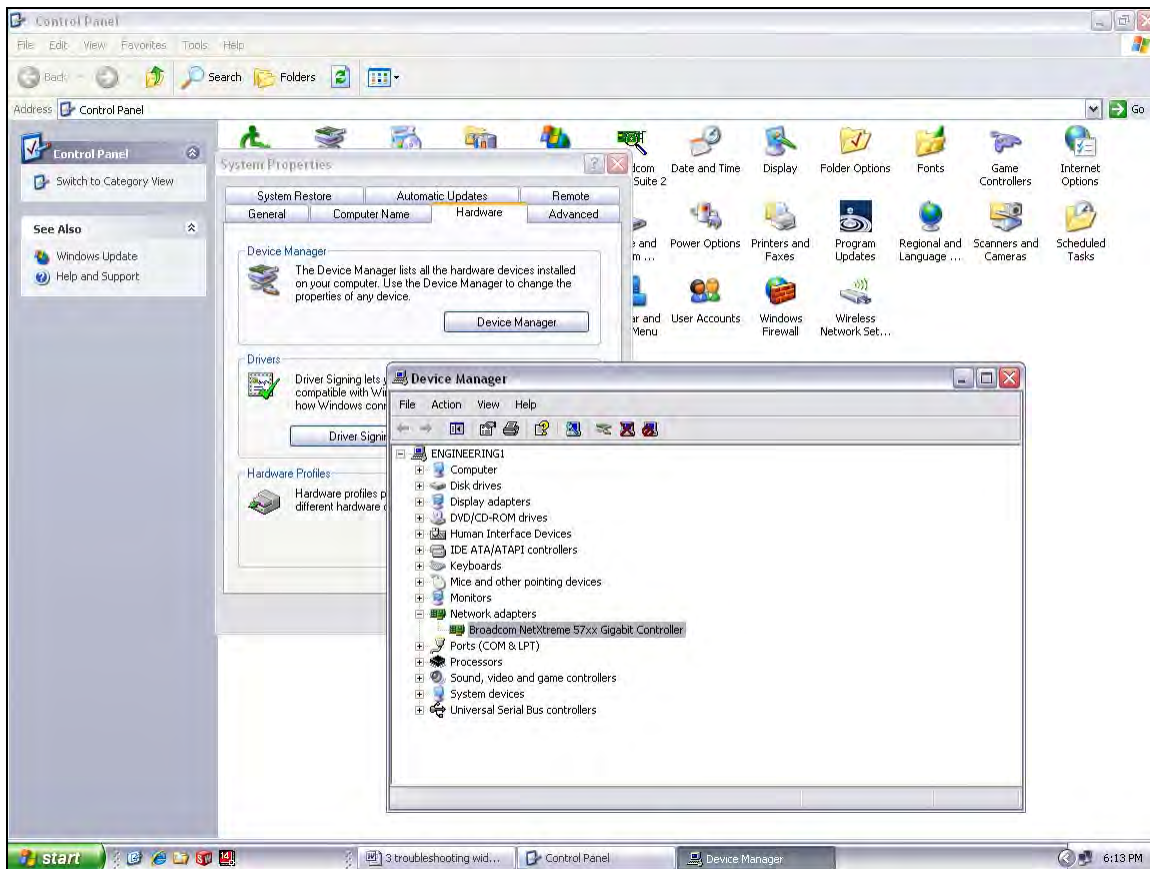 Control Panel
File Edit View Favorites Tools Help
Back Search Folders
Address Control Panel Go
Control Panel
Switch to Category View
See Also
Windows Update
Help and Support
dcom Suite 2
Date and Time
Display
Folder Options
Fonts
Game Controllers
Internet Options
Power Options
Printers and Faxes
Program Updates
Regional and Language ...
Scanners and Cameras
Scheduled Tasks
User Accounts
Windows Firewall
Wireless Network Set...
System Properties
System Restore Automatic Updates Remote
General Computer Name Hardware Advanced
Device Manager
The Device Manager lists all the hardware devices installed
on your computer. Use the Device Manager to change the
properties of any device.
Device Manager
Drivers
Driver Signing lets
compatible with Wi
how Windows conn
Driver Signin
Hardware Profiles
Hardware profiles p
different hardware
Device Manager
File Action View Help
ENGINEERING1
Computer
Disk drives
Display adapters
DVD/CD-ROM drives
Human Interface Devices
IDE ATA/ATAPI controllers
Keyboards
Mice and other pointing devices
Monitors
Network adapters
Broadcom NetXtreme 57xx Gigabit Controller
Ports (COM & LPT)
Processors
Sound, video and game controllers
System devices
Universal Serial Bus controllers
start 3 troubleshooting wid... Control Panel Device Manager 6:13 PM